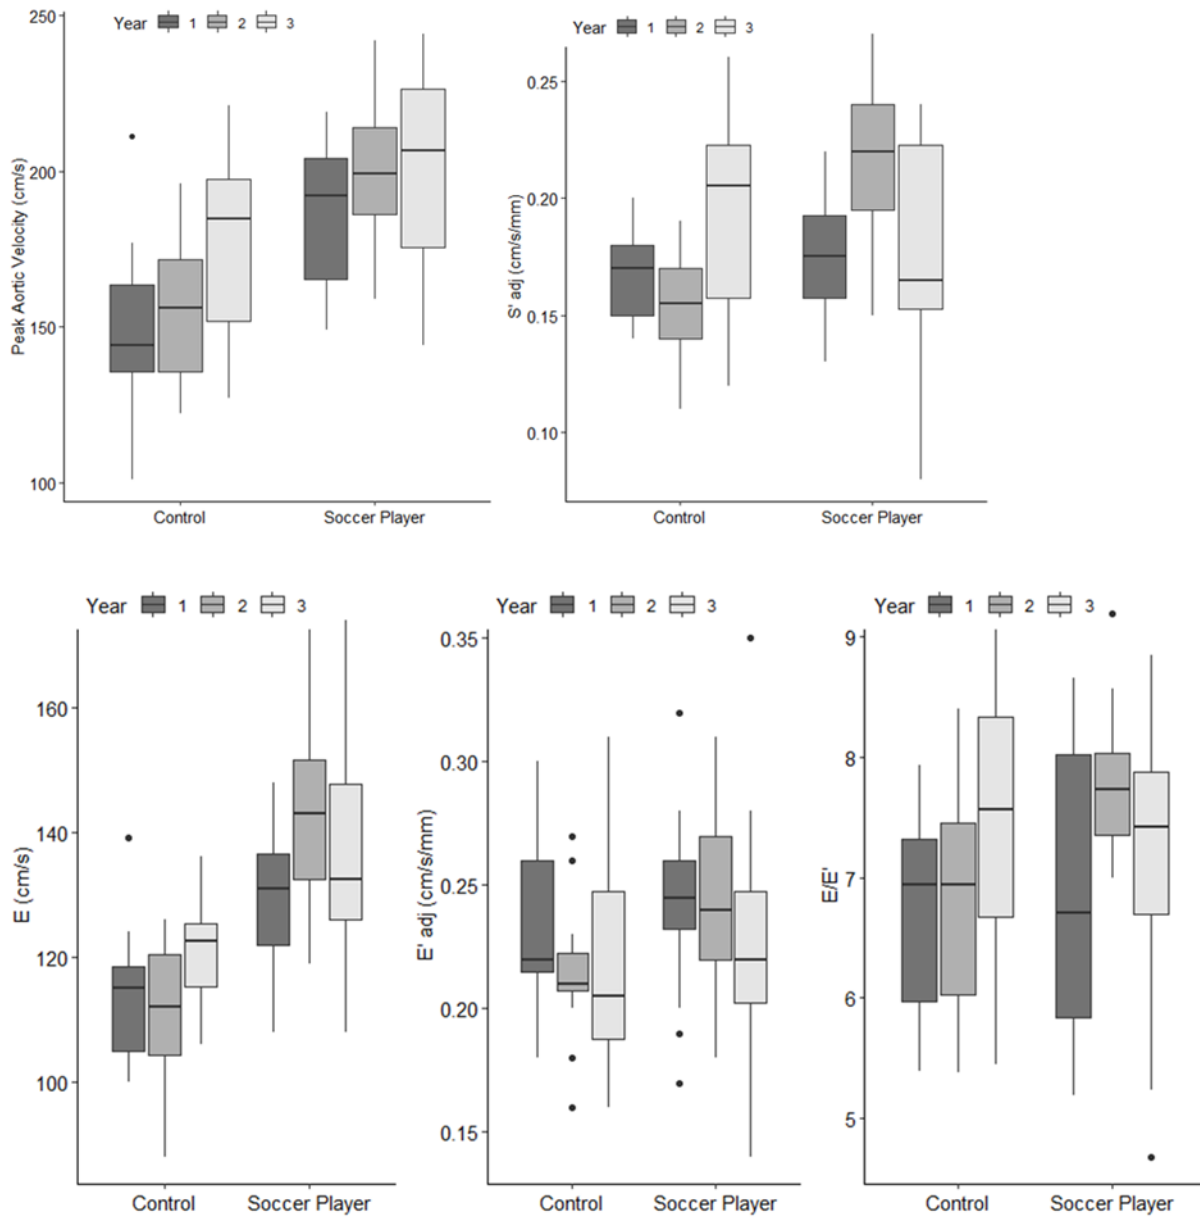 Year 1 2 3
250
200
150
100
Peak Aortic Velocity (cm/s)
Control Soccer Player
Year 1 2 3
0.25
0.20
0.15
0.10
S' adj (cm/s/mm)
Control Soccer Player
Year 1 2 3
160
140
120
100
E (cm/s)
Control Soccer Player
Year 1 2 3
0.35
0.30
0.25
0.20
0.15
E' adj (cm/s/mm)
Control Soccer Player
Year 1 2 3
9
8
7
6
5
E/E'
Control Soccer Player